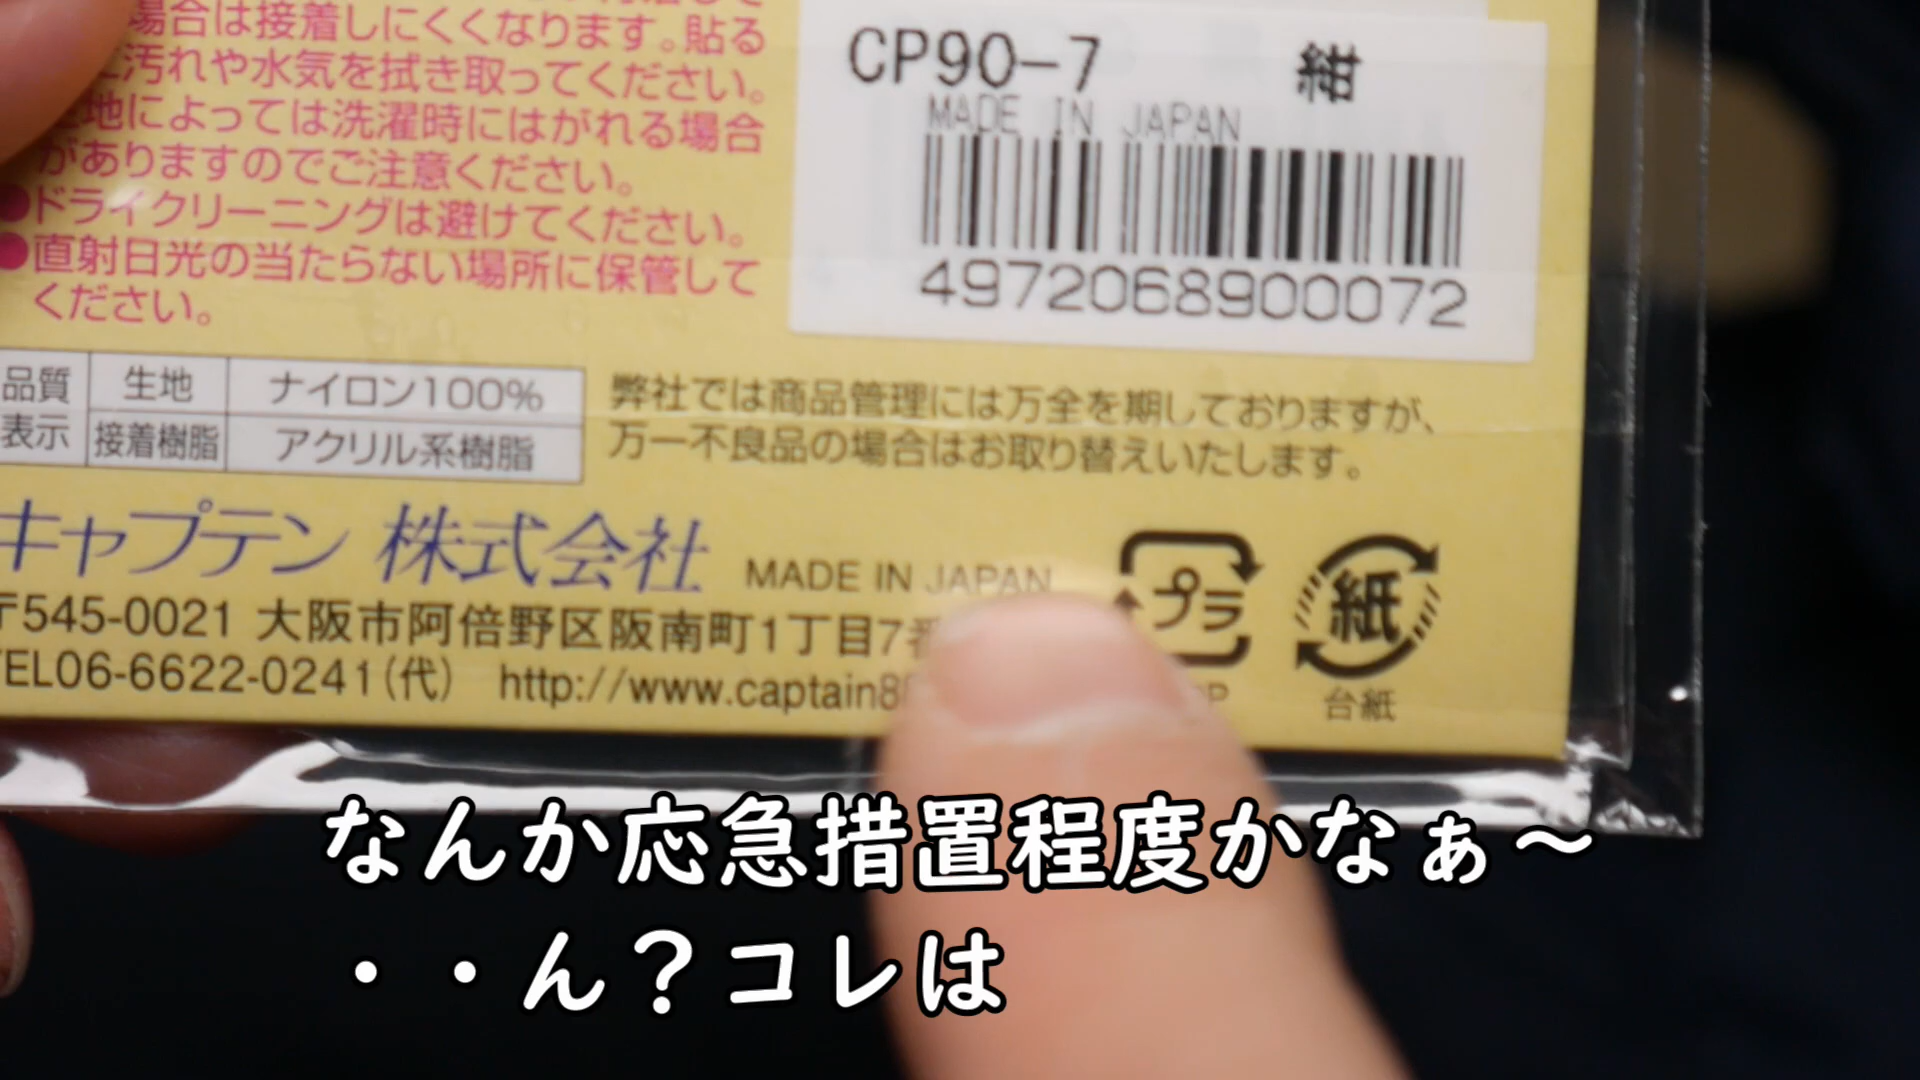 場合は接着しにくくなります。貼る
に汚れや水気を拭き取ってください。
地によっては洗濯時にはがれる場合
がありますのでご注意ください。
●ドライクリーニングは避けてください。
●直射日光の当たらない場所に保管して
ください。
CP90-7 紺
MADE IN JAPAN
4972068900072
品質 生地 ナイロン100%
表示 接着樹脂 アクリル系樹脂
弊社では商品管理には万全を期しておりますが、
万一不良品の場合はお取り替えいたします。
キャプテン 株式会社 MADE IN JAPAN
〒545-0021 大阪市阿倍野区阪南町1丁目7番
TEL06-6622-0241(代) http://www.captain8
プラ
紙
台紙
なんか応急措置程度かなぁ～
・・ん？コレは